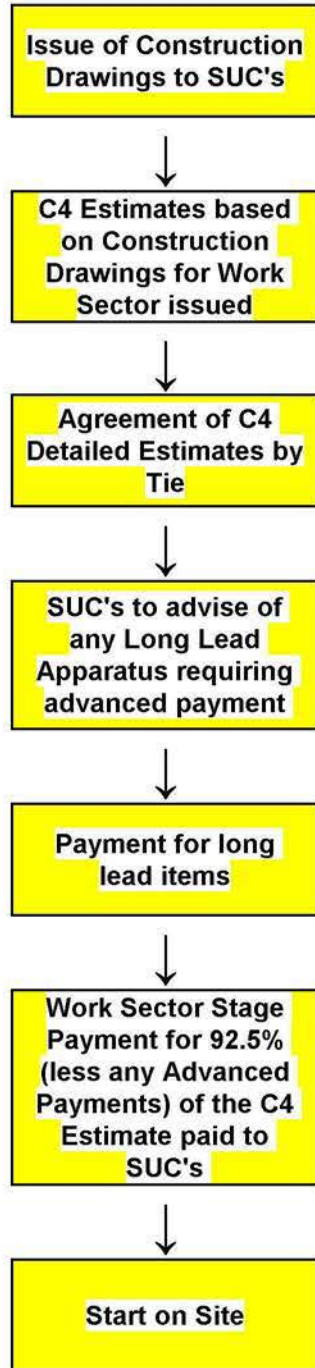 Issue of Construction
Drawings to SUC's
C4 Estimates based
on Construction
Drawings for Work
Sector issued
Agreement of C4
Detailed Estimates by
Tie
SUC's to advise of
any Long Lead
Apparatus requiring
advanced payment
Payment for long
lead items
Work Sector Stage
Payment for 92.5%
(less any Advanced
Payments) of the C4
Estimate paid to
SUC's
Start on Site